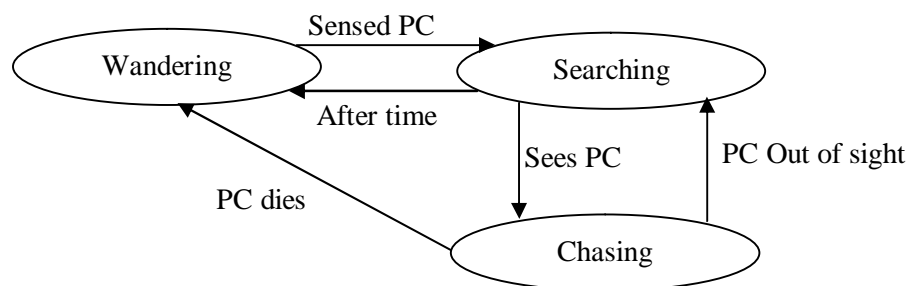 Sensed PC
Wandering
Searching
After time
Sees PC
PC Out of sight
PC dies
Chasing